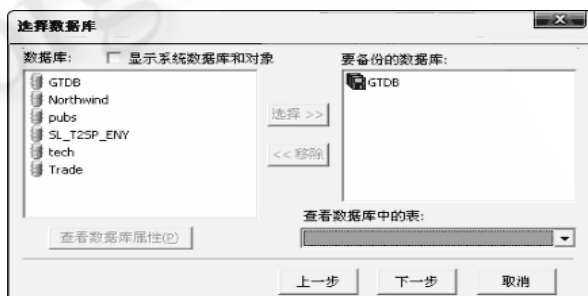 选择数据库
数据库:
显示系统数据库和对象
GTDB
Northwind
pubs
SL_T2SP_ENY
tech
Trade
选择 >>
<< 移除
要备份的数据库:
GTDB
查看数据库中的表:
查看数据库属性(P)
上一步
下一步
取消